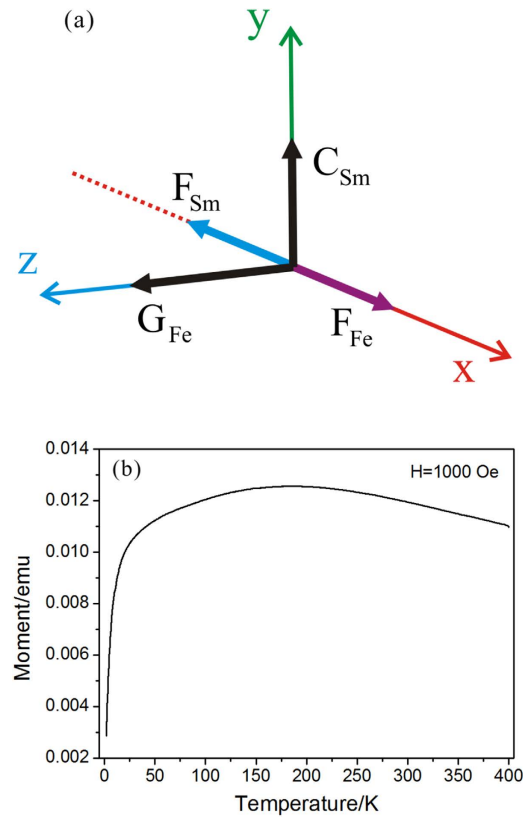 (a)
y
C_Sm
F_Sm
z
G_Fe
F_Fe
x
(b)
H=1000 Oe
0.014
0.012
0.010
0.008
0.006
0.004
0.002
Moment/emu
0 50 100 150 200 250 300 350 400
Temperature/K